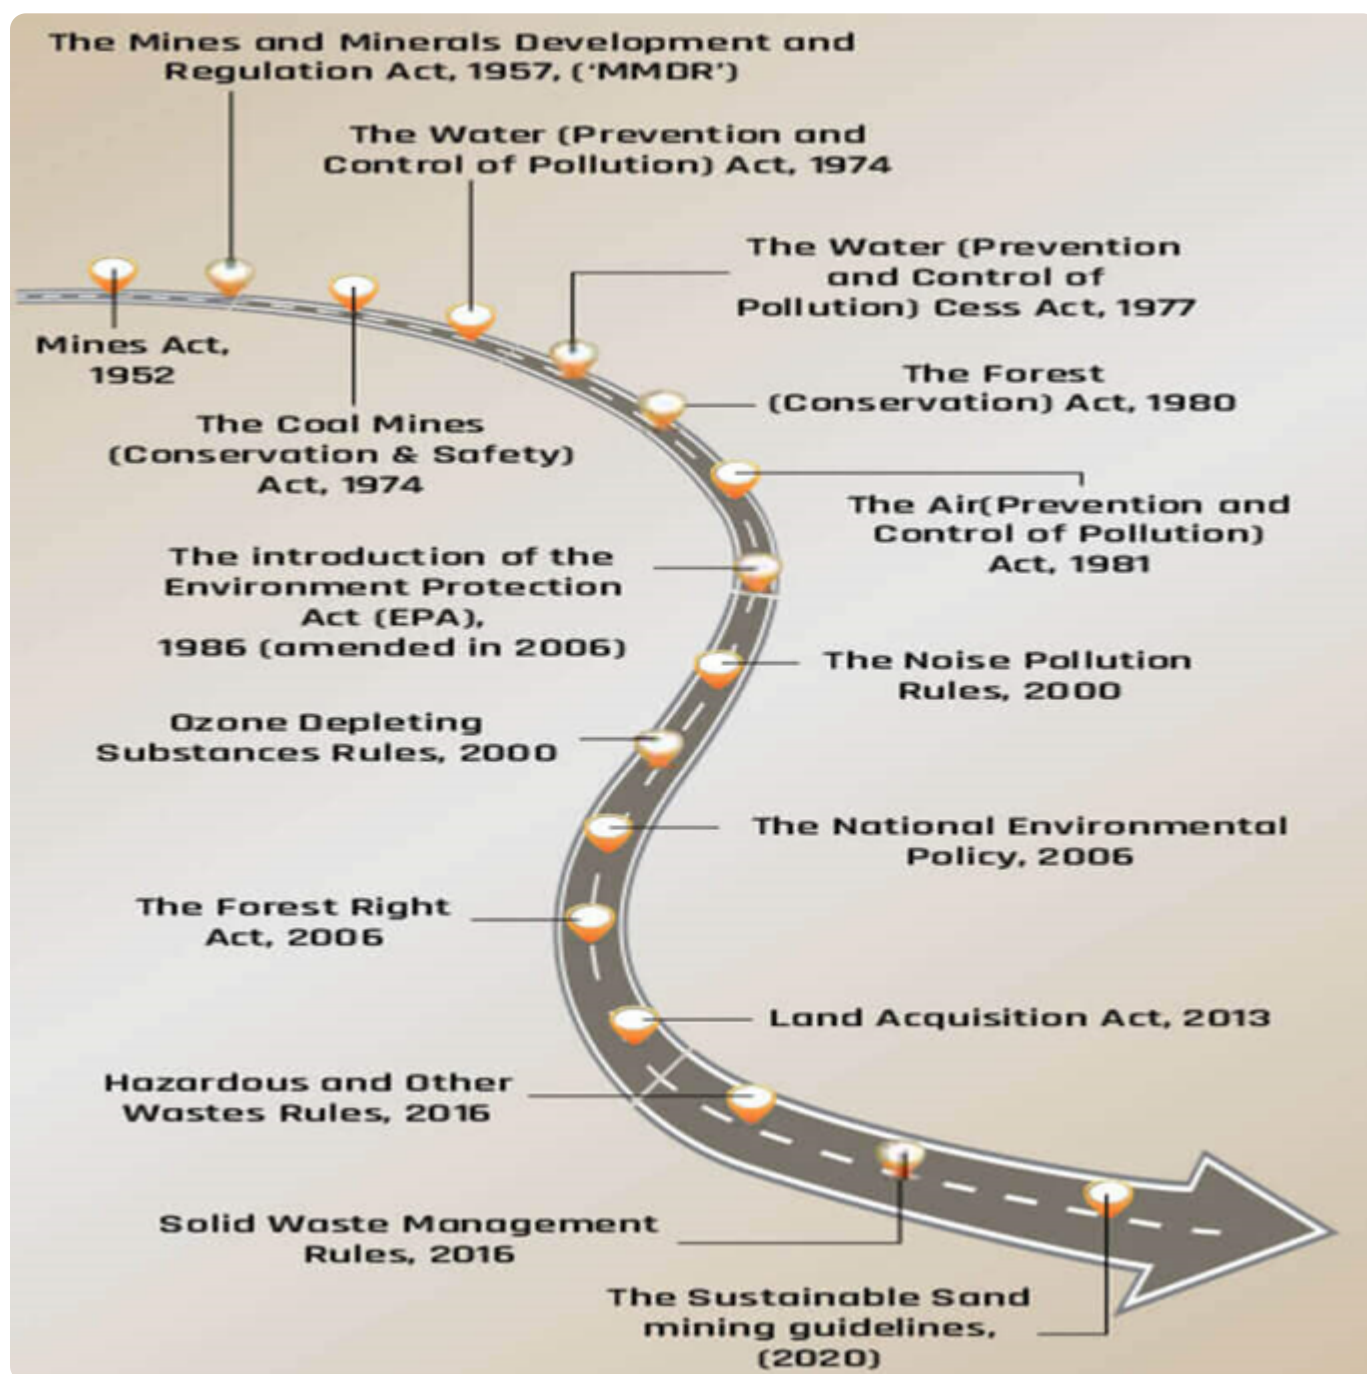 The Mines and Minerals Development and
Regulation Act, 1957, ('MMDR')
The Water (Prevention and
Control of Pollution) Act, 1974
The Water (Prevention
and Control of
Pollution) Cess Act, 1977
Mines Act,
1952
The Forest
(Conservation) Act, 1980
The Coal Mines
(Conservation & Safety)
Act, 1974
The Air(Prevention and
Control of Pollution)
Act, 1981
The introduction of the
Environment Protection
Act (EPA),
1986 (amended in 2006)
The Noise Pollution
Rules, 2000
Ozone Depleting
Substances Rules, 2000
The National Environmental
Policy, 2006
The Forest Right
Act, 2006
Land Acquisition Act, 2013
Hazardous and Other
Wastes Rules, 2016
Solid Waste Management
Rules, 2016
The Sustainable Sand
mining guidelines,
(2020)